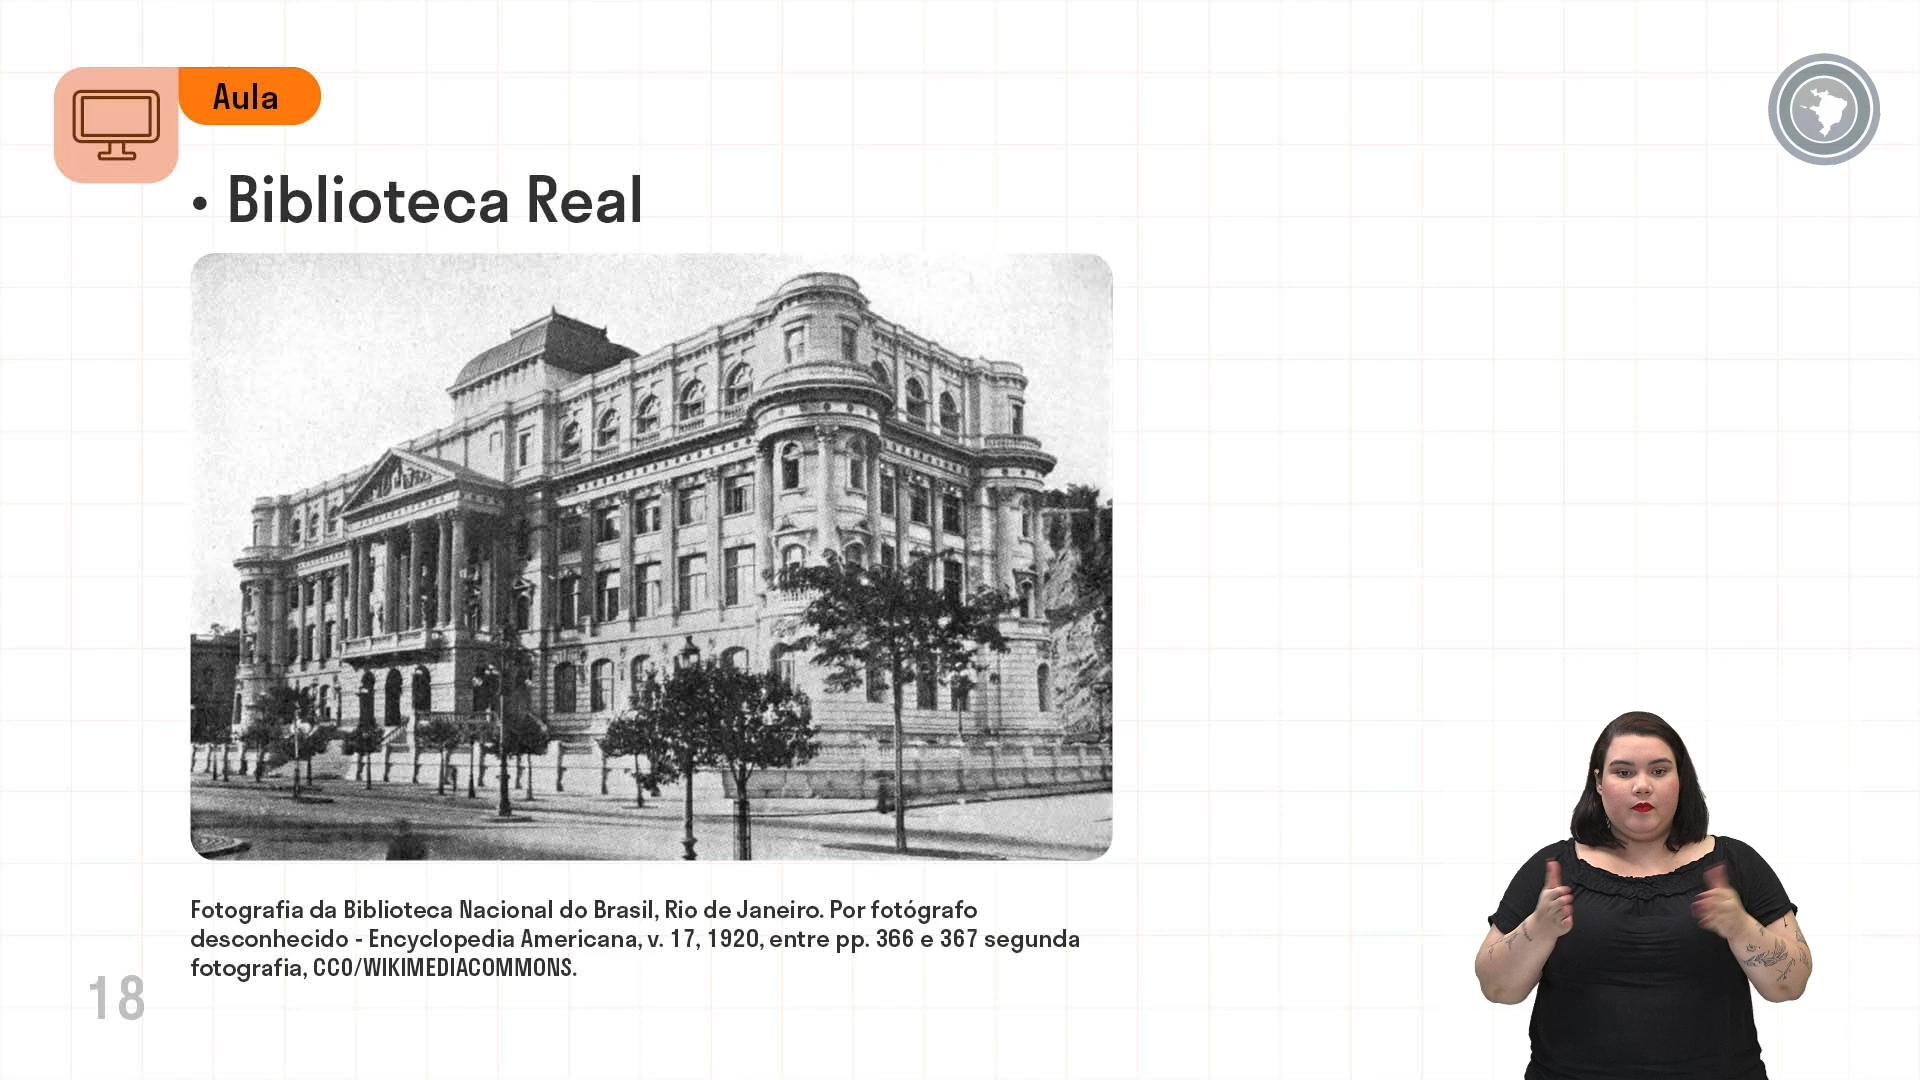 Aula
• Biblioteca Real
Fotografia da Biblioteca Nacional do Brasil, Rio de Janeiro. Por fotógrafo
desconhecido - Encyclopedia Americana, v. 17, 1920, entre pp. 366 e 367 segunda
fotografia, CC0/WIKIMEDIACOMMONS.
18